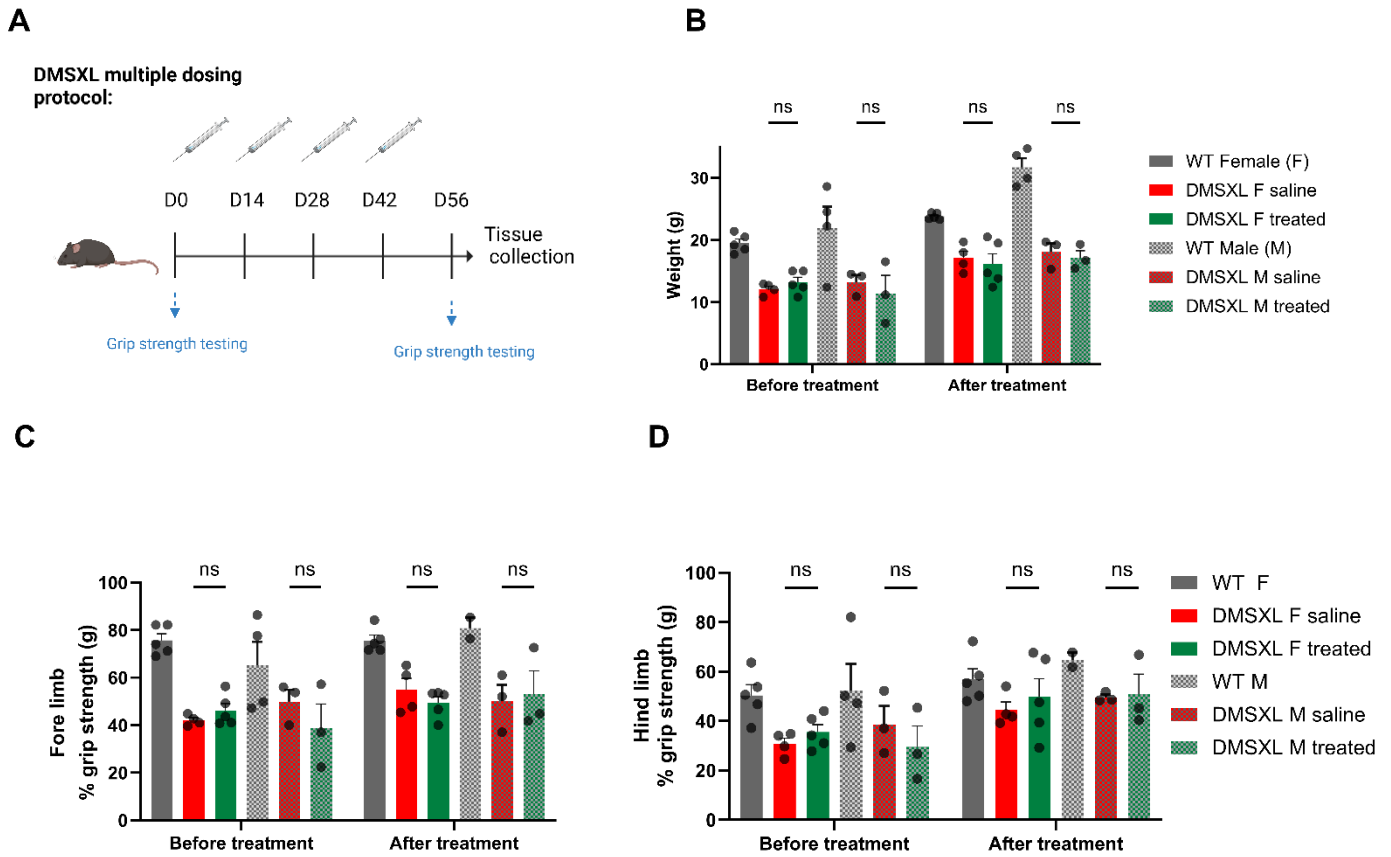 A
DMSXL multiple dosing
protocol:
D0 D14 D28 D42 D56
Tissue
collection
Grip strength testing
Grip strength testing
B
ns ns ns ns
Weight (g)
30
20
10
0
Before treatment After treatment
WT Female (F)
DMSXL F saline
DMSXL F treated
WT Male (M)
DMSXL M saline
DMSXL M treated
C
ns ns ns ns
Fore limb
% grip strength (g)
100
80
60
40
20
0
Before treatment After treatment
D
ns ns ns ns
Hind limb
% grip strength (g)
100
80
60
40
20
0
Before treatment After treatment
WT F
DMSXL F saline
DMSXL F treated
WT M
DMSXL M saline
DMSXL M treated